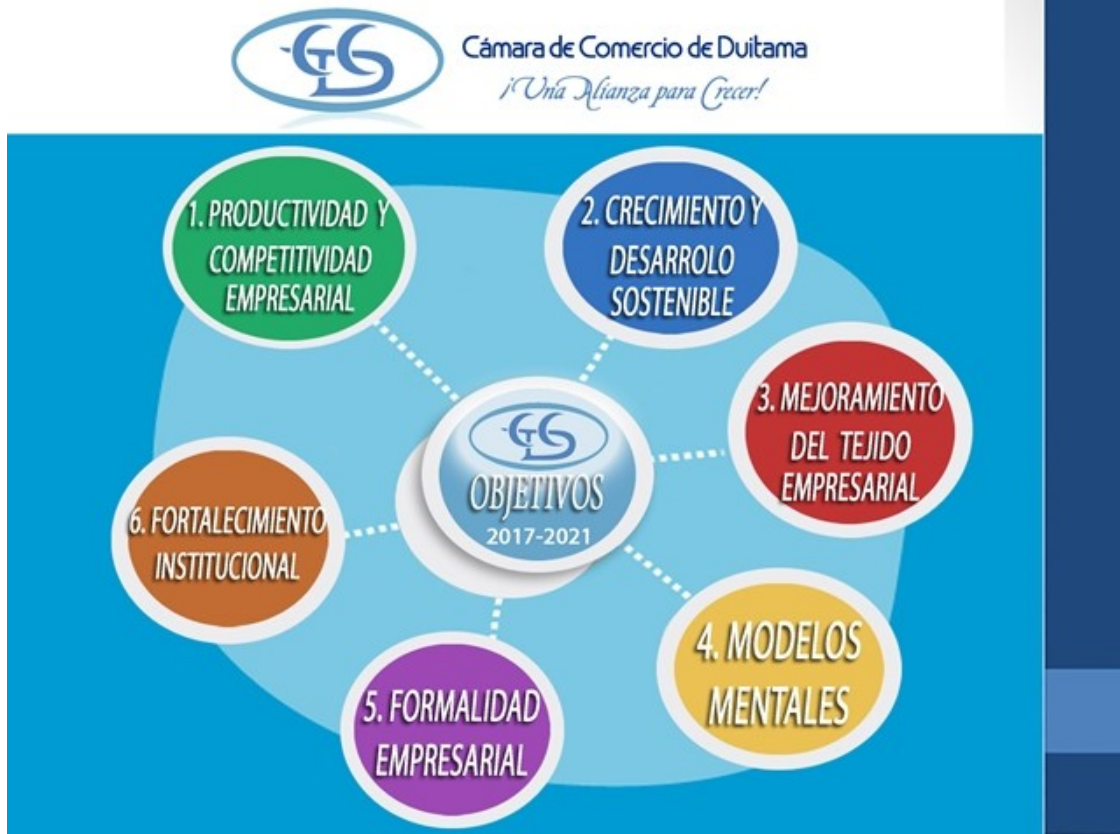 Cámara de Comercio de Duitama
¡Una Alianza para Crecer!
1. PRODUCTIVIDAD Y
COMPETITIVIDAD
EMPRESARIAL
2. CRECIMIENTO Y
DESARROLO
SOSTENIBLE
3. MEJORAMIENTO
DEL TEJIDO
EMPRESARIAL
OBJETIVOS
2017-2021
6. FORTALECIMIENTO
INSTITUCIONAL
4. MODELOS
MENTALES
5. FORMALIDAD
EMPRESARIAL